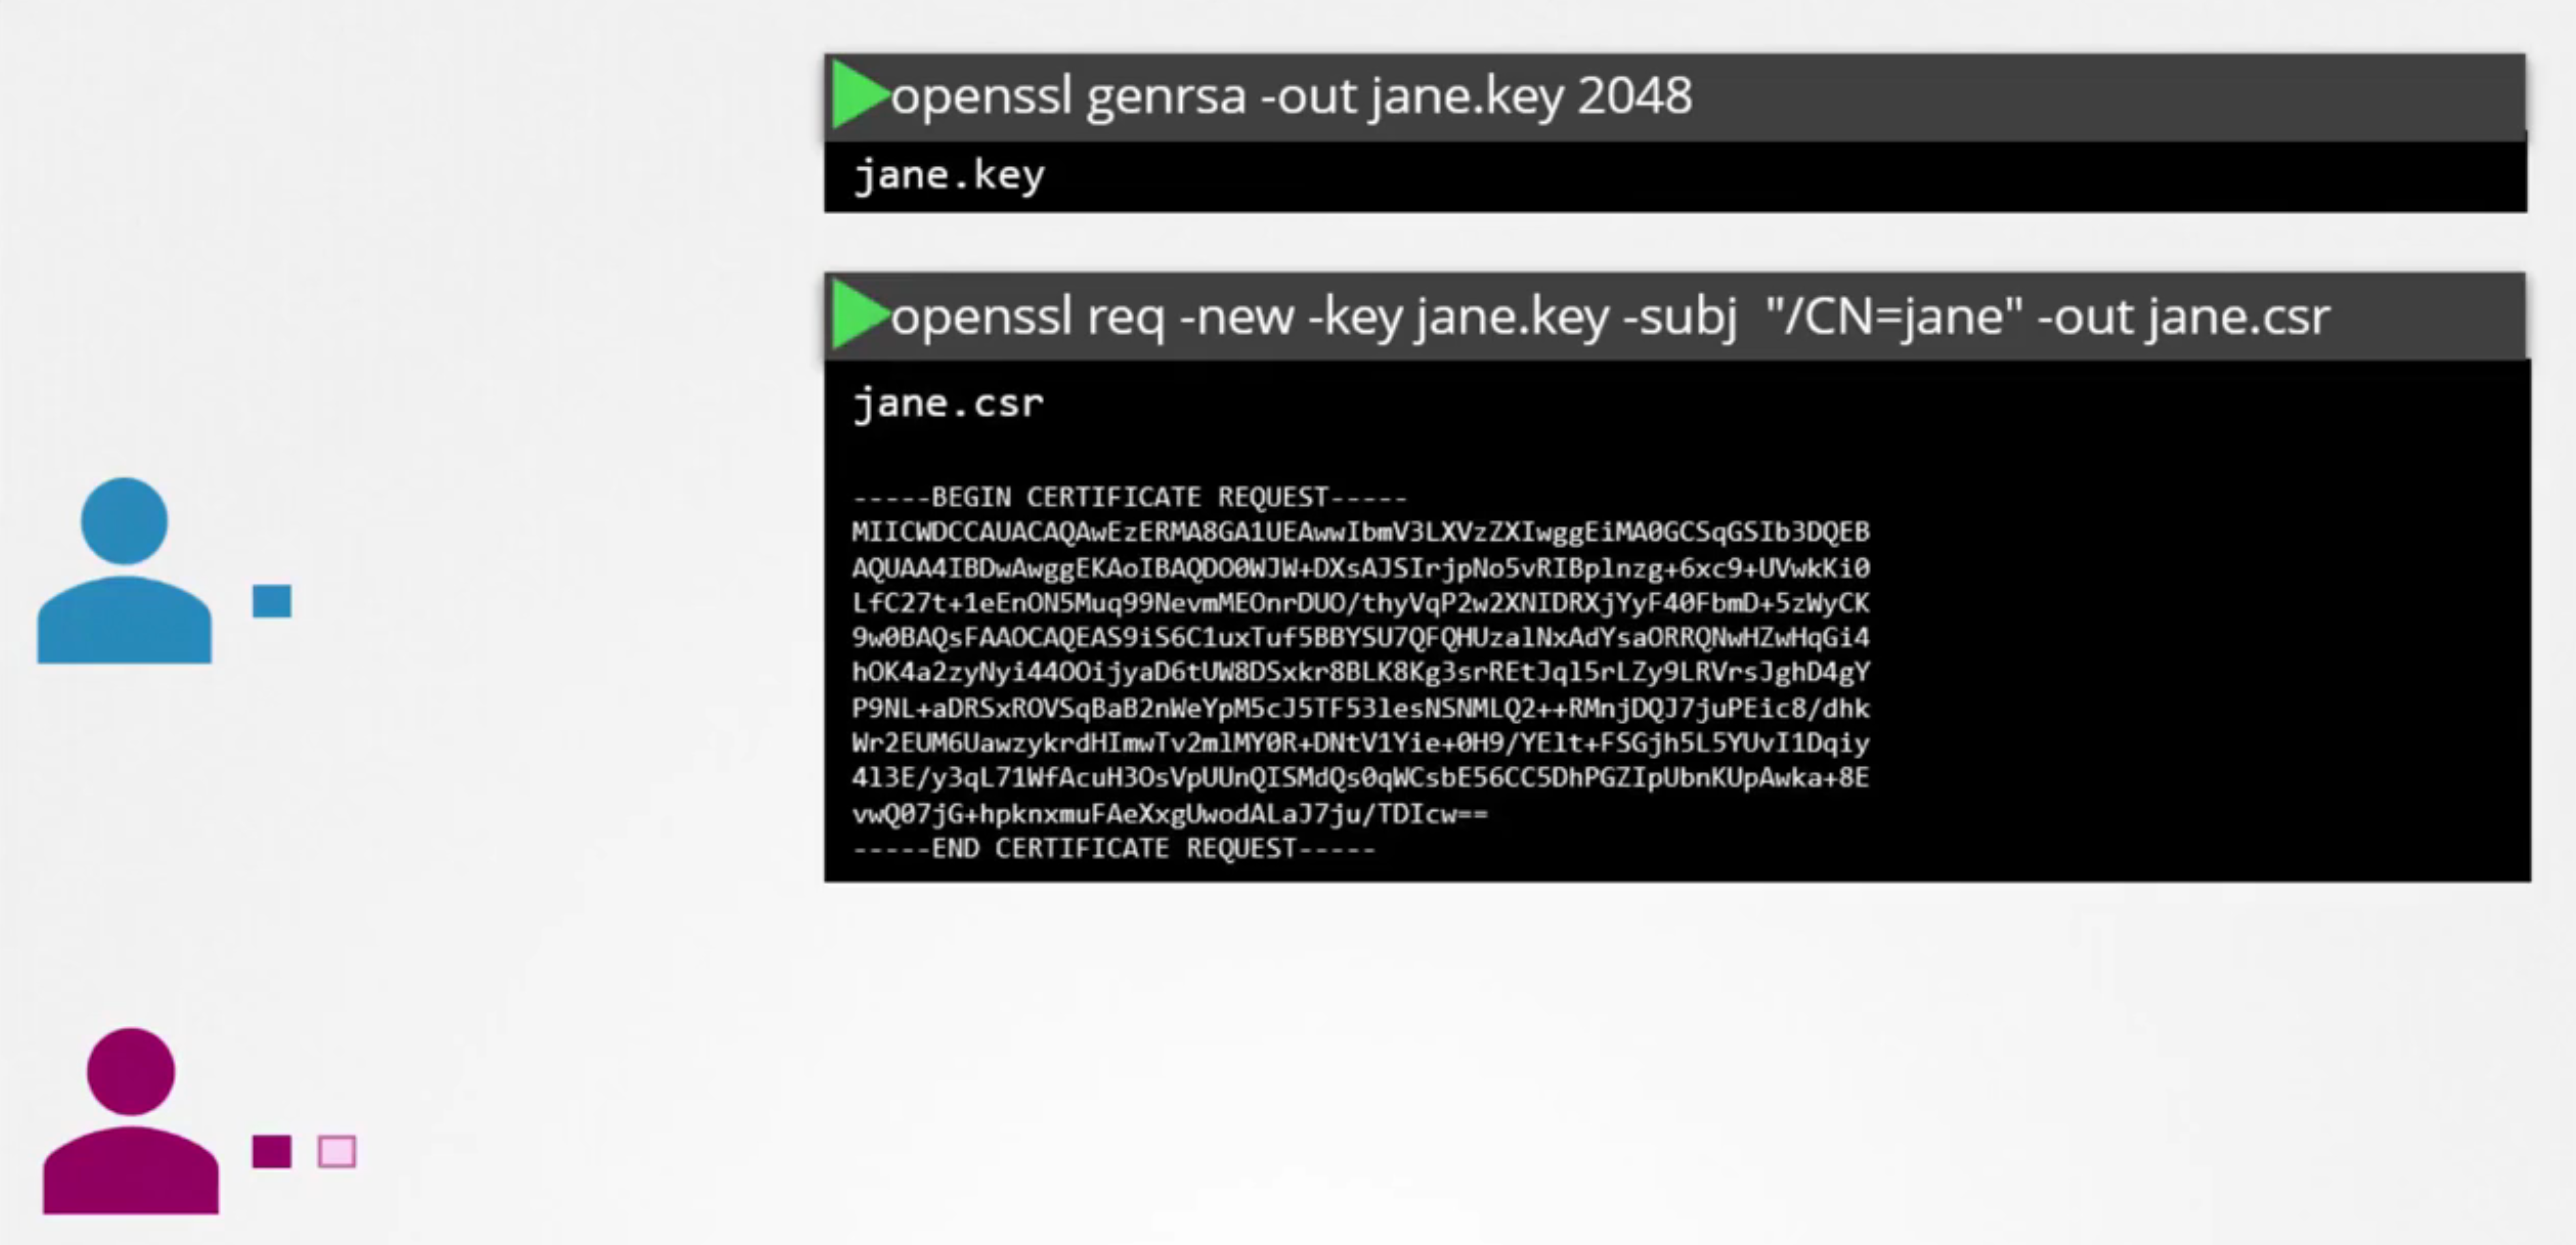 openssl genrsa -out jane.key 2048
jane.key
openssl req -new -key jane.key -subj "/CN=jane" -out jane.csr
jane.csr
-----BEGIN CERTIFICATE REQUEST-----
MIICWDCCAUACAQAwEzERMA8GA1UEAwwIbmV3LXVzZXIwggEiMA0GCSqGSIb3DQEB
AQUAA4IBDwAwggEKAoIBAQDO0WJW+DXsAJSIrjpNo5vRIBplnzg+6xc9+UVwkKi0
LfC27t+1eEnON5Muq99NevmMEOnrDUO/thyVqP2w2XNIDRXjYyF40FbmD+5zWyCK
9w0BAQsFAAOCAQEAS9iS6C1uxTuf5BBYSU7QFQHUzalNxAdYsaORRQNwHZwHqGi4
hOK4a2zyNyi44OOijyaD6tUW8DSxkr8BLK8Kg3srREtJql5rLZy9LRVrsJghD4gY
P9NL+aDRSxROVSqBaB2nWeYpM5cJ5TF53lesNSNMLQ2++RMnjDQJ7juPEic8/dhk
Wr2EUM6UawzykrdHImwTv2mlMY0R+DNtV1Yie+0H9/YElt+FSGjh5L5YUvI1Dqiy
4l3E/y3qL71WfAcuH3OsVpUUnQISMdQs0qWCsbE56CC5DhPGZIpUbnKUpAwka+8E
vwQ07jG+hpknxmuFAeXxgUwodALaJ7ju/TDIcw==
-----END CERTIFICATE REQUEST-----